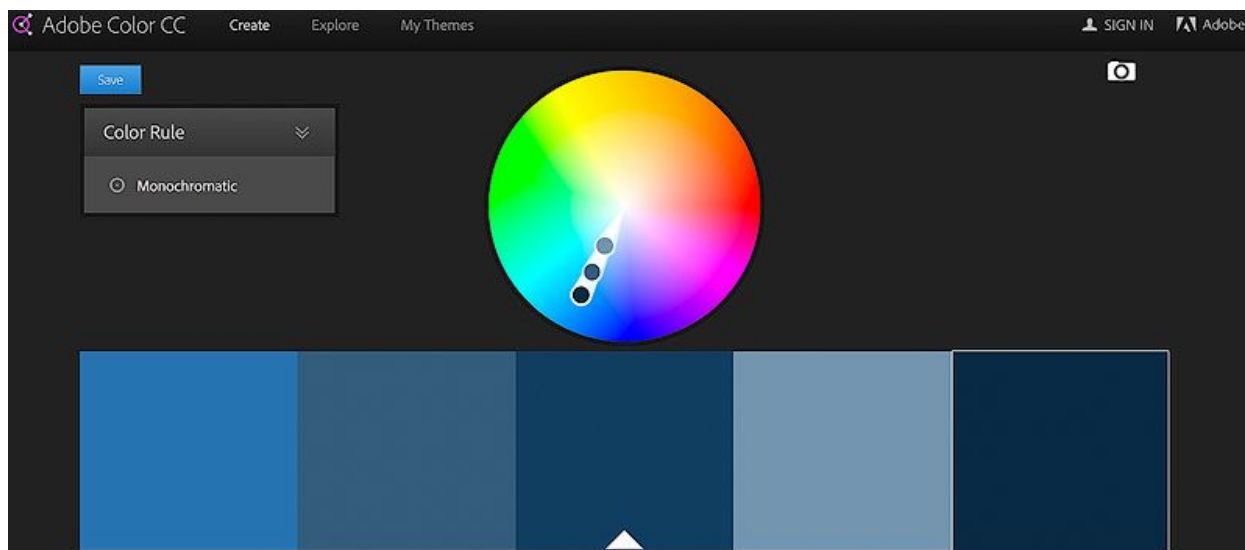 Adobe Color CC Create Explore My Themes SIGN IN Adobe
Save
Color Rule
Monochromatic